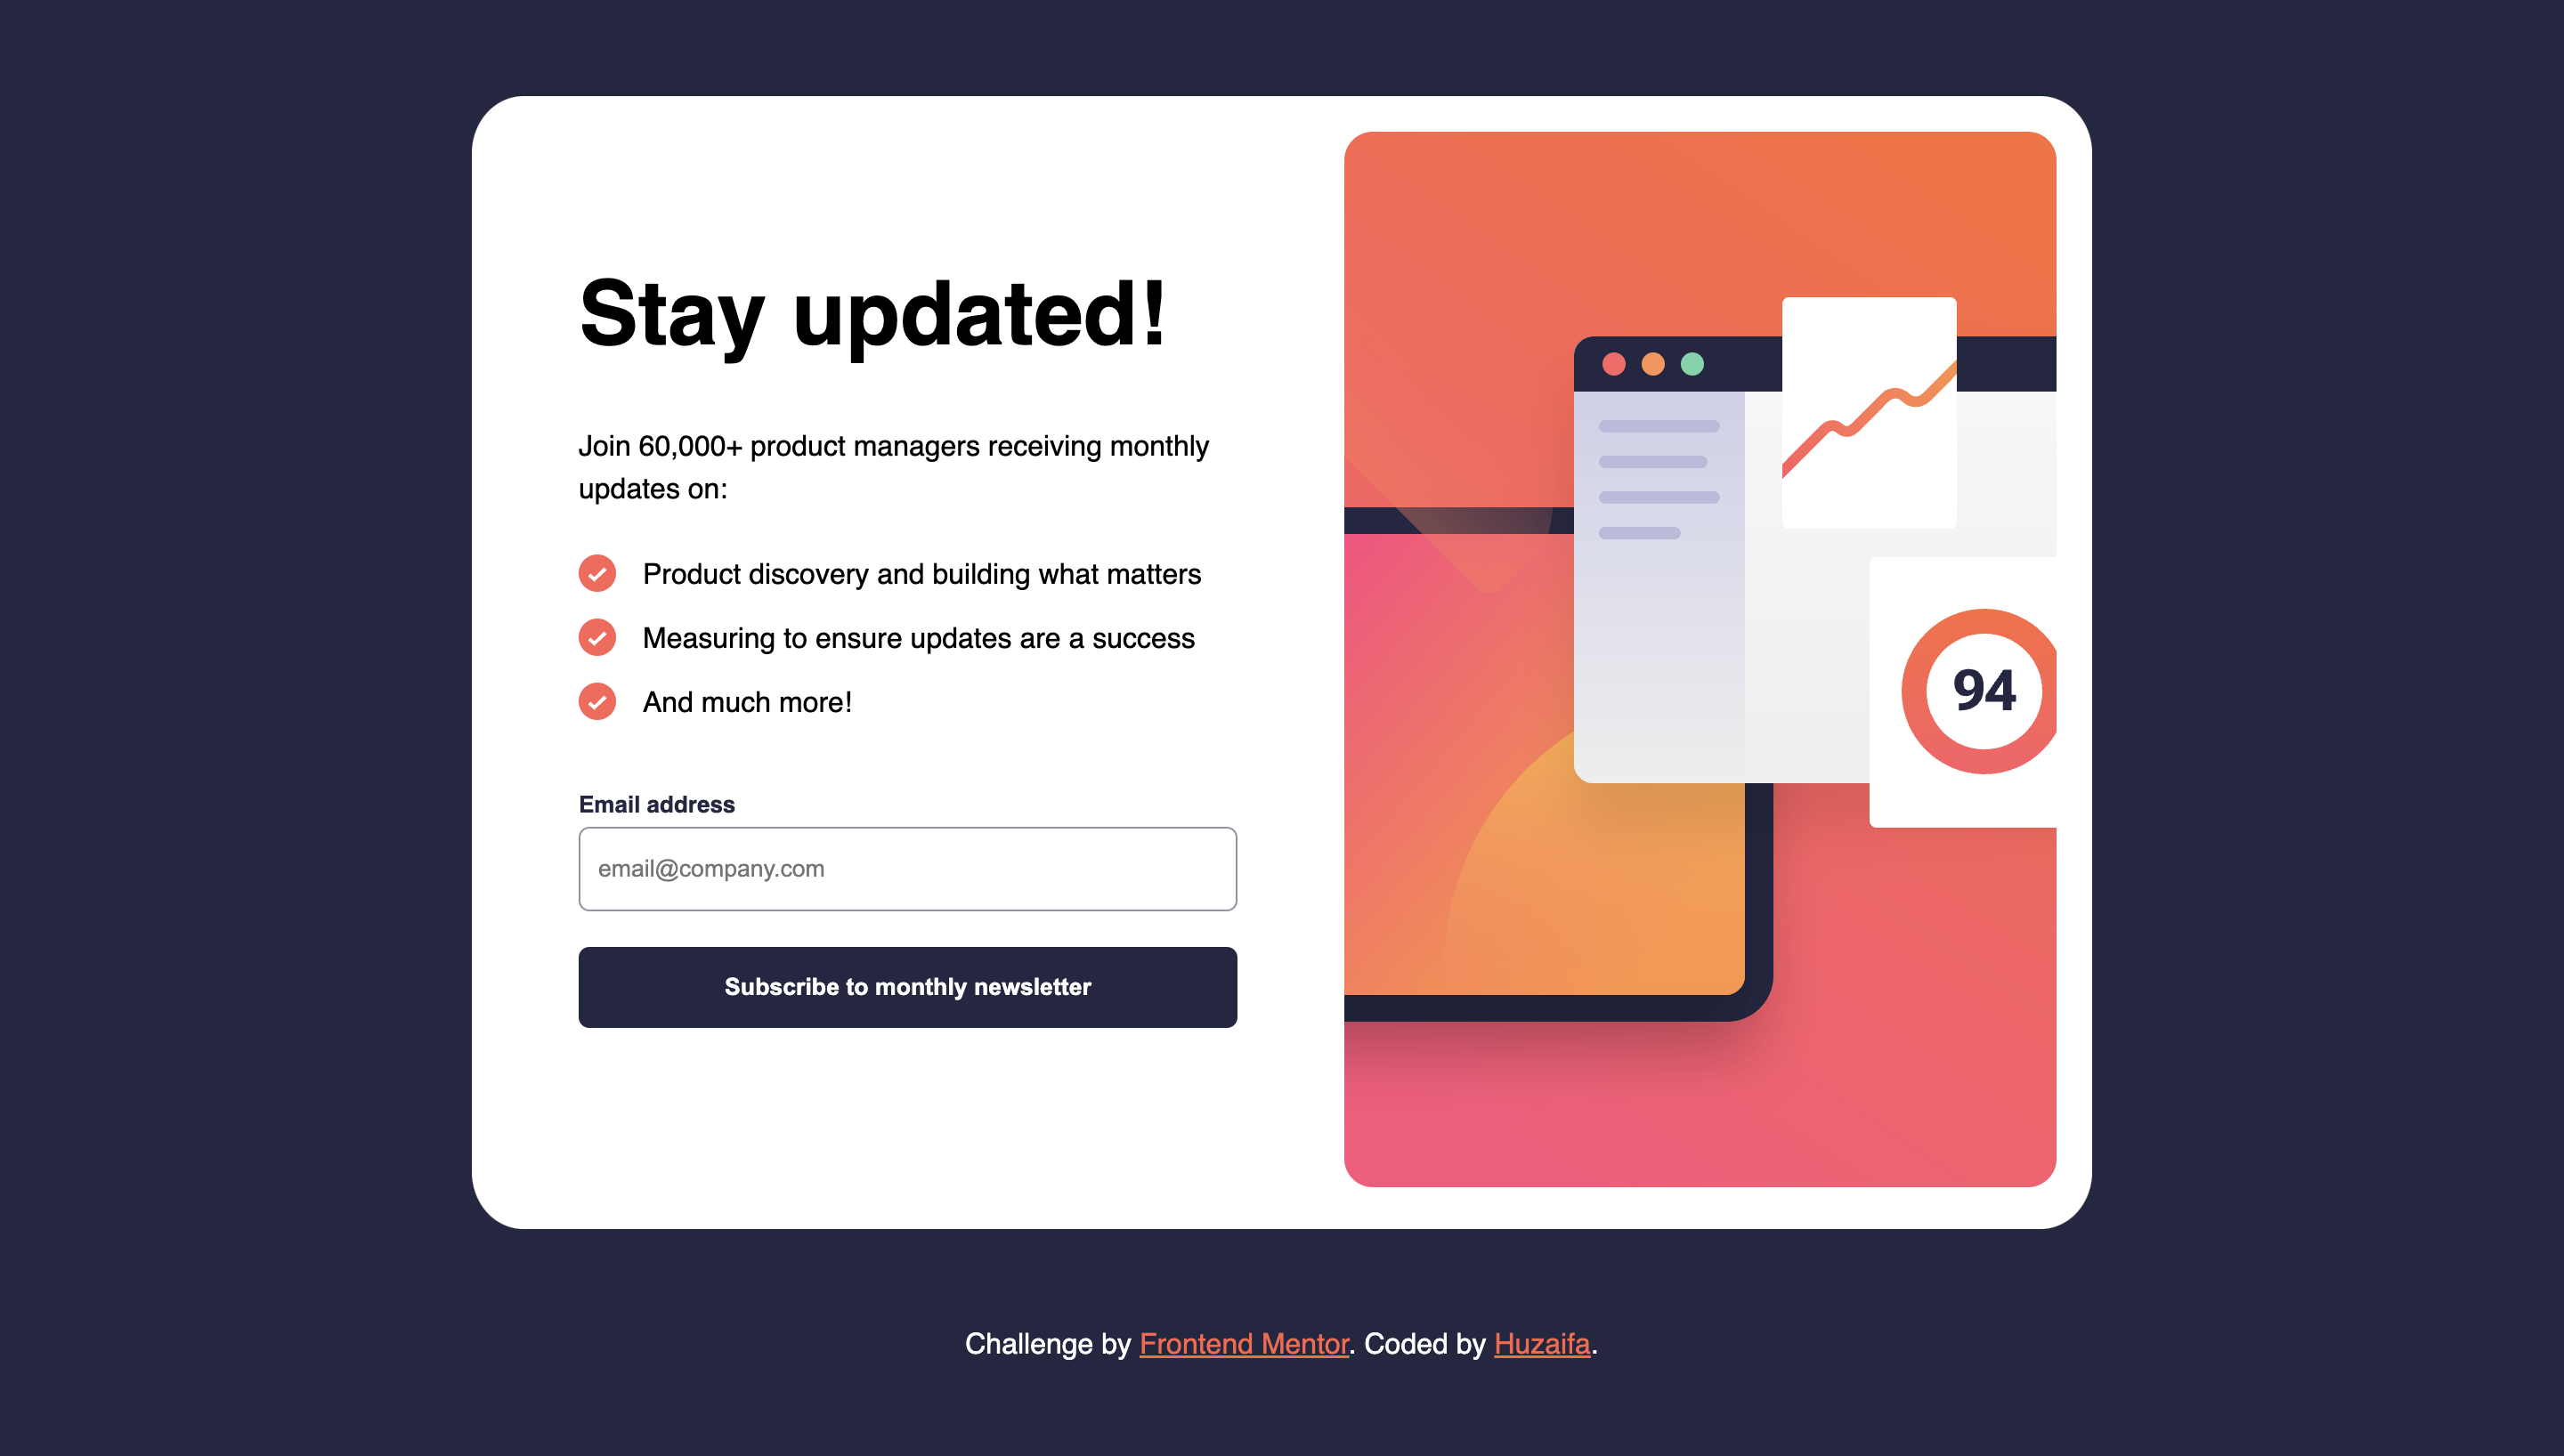 Stay updated!
Join 60,000+ product managers receiving monthly
updates on:
Product discovery and building what matters
Measuring to ensure updates are a success
And much more!
Email address
email@company.com
Subscribe to monthly newsletter
94
Challenge by Frontend Mentor. Coded by Huzaifa.